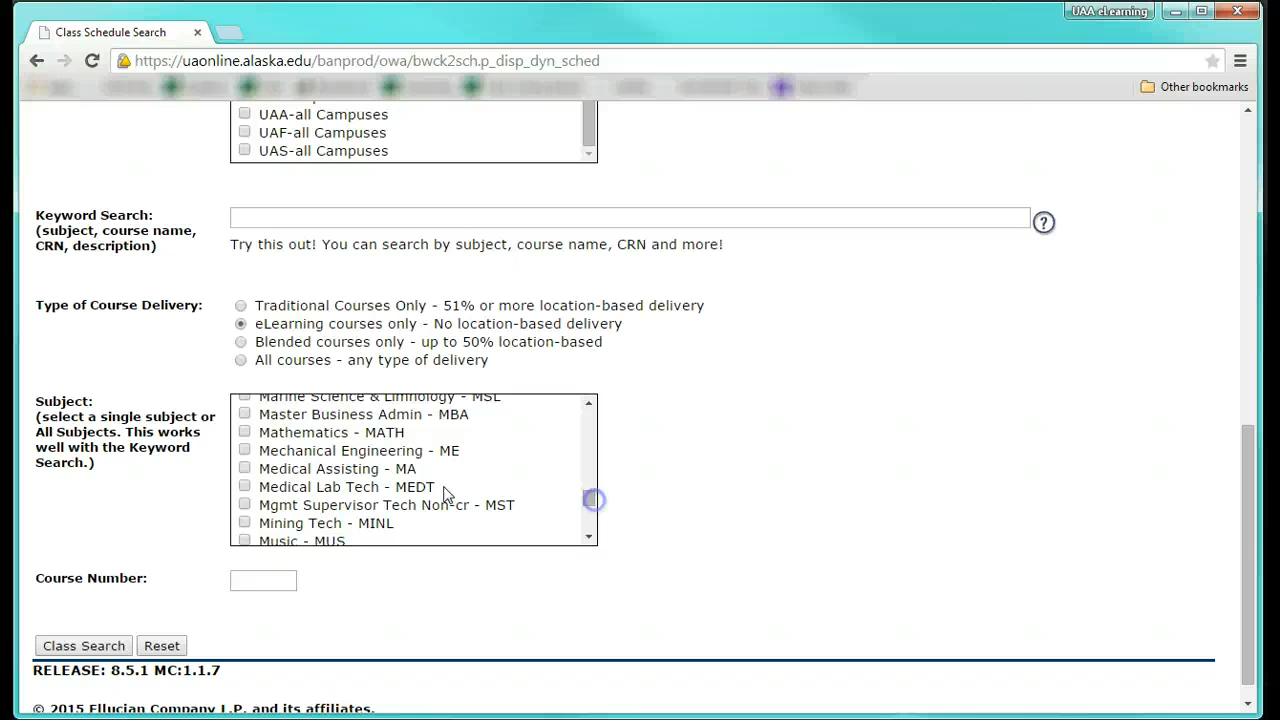 UAA eLearning
Class Schedule Search
https://uaonline.alaska.edu/banprod/owa/bwck2sch.p_disp_dyn_sched
Other bookmarks
UAA-all Campuses
UAF-all Campuses
UAS-all Campuses
Keyword Search:
(subject, course name,
CRN, description)
?
Try this out! You can search by subject, course name, CRN and more!
Type of Course Delivery:
Traditional Courses Only - 51% or more location-based delivery
eLearning courses only - No location-based delivery
Blended courses only - up to 50% location-based
All courses - any type of delivery
Subject:
(select a single subject or
All Subjects. This works
well with the Keyword
Search.)
Marine Science & Limnology - MSL
Master Business Admin - MBA
Mathematics - MATH
Mechanical Engineering - ME
Medical Assisting - MA
Medical Lab Tech - MEDT
Mgmt Supervisor Tech Non-cr - MST
Mining Tech - MINL
Music - MUS
Course Number:
Class Search
Reset
RELEASE: 8.5.1 MC:1.1.7
© 2015 Ellucian Company L.P. and its affiliates.